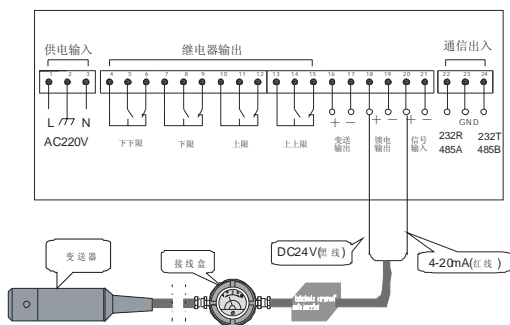 供电输入
继电器输出
通信出入
1 2 3 4 5 6 7 8 9 10 11 12 13 14 15 16 17 18 19 20 21 22 23 24
L N
AC220V
下下限
下限
上限
上上限
+ − + − + −
变送
输出
馈电
输出
信号
输入
GND
232R 232T
485A 485B
DC24V(黑线)
4-20mA(红线)
变送器
接线盒